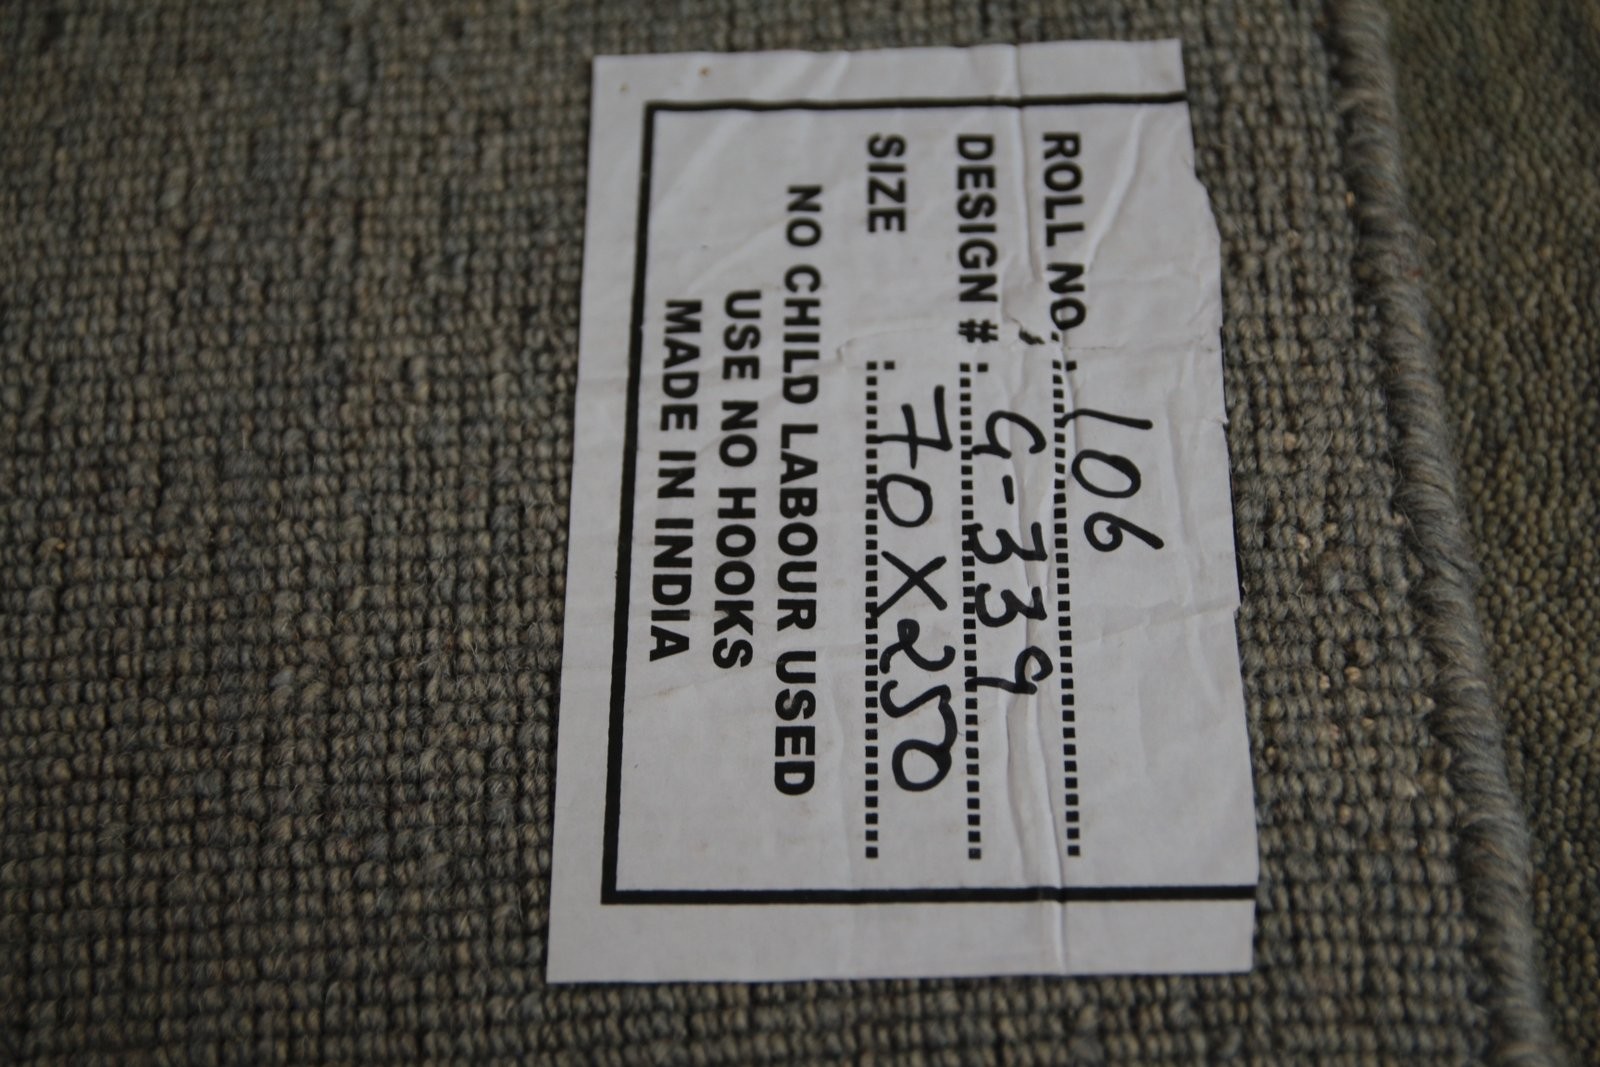 ROLL NO. : 106
DESIGN # : G-339
SIZE : 70X250
NO CHILD LABOUR USED
USE NO HOOKS
MADE IN INDIA